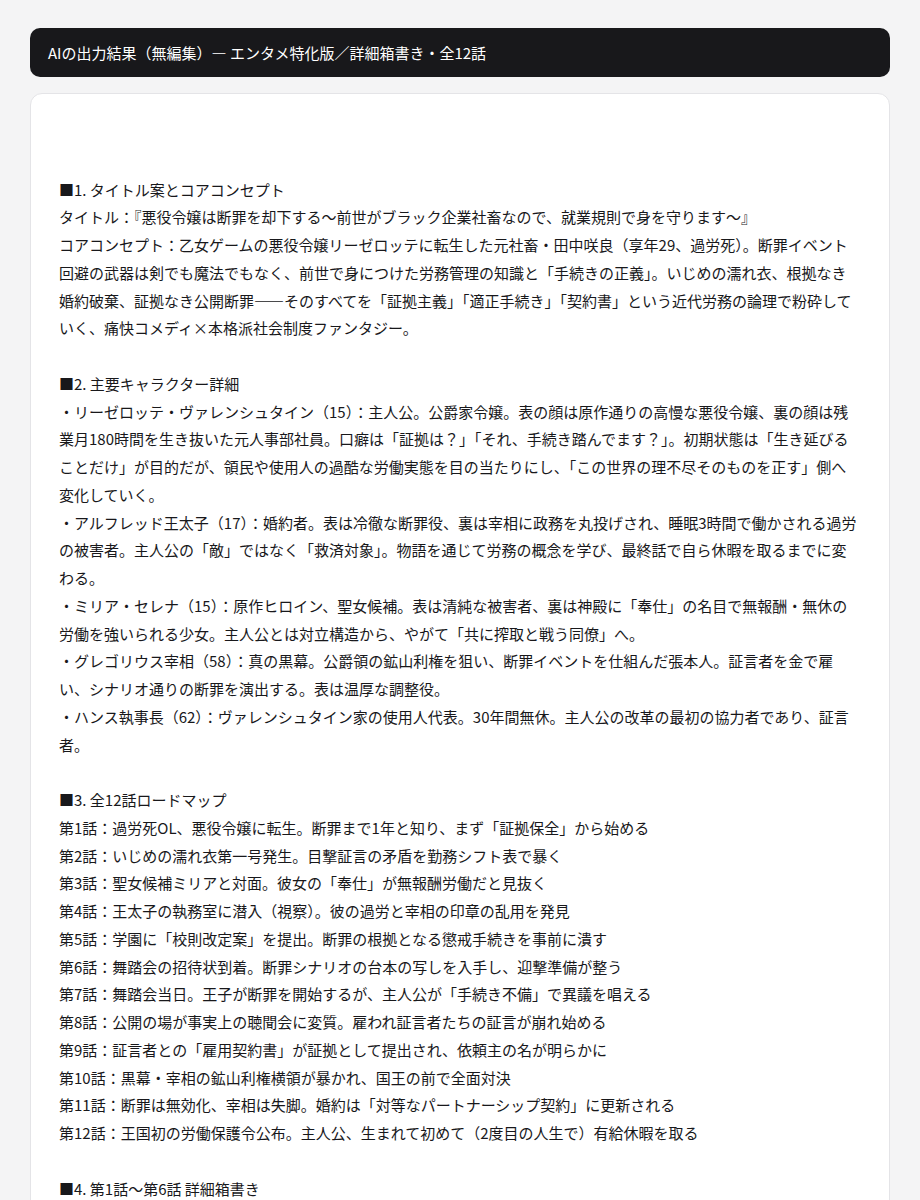 AIの出力結果（無編集）— エンタメ特化版／詳細箱書き・全12話
■1. タイトル案とコアコンセプト
タイトル：『悪役令嬢は断罪を却下する〜前世がブラック企業社畜なので、就業規則で身を守ります〜』
コアコンセプト：乙女ゲームの悪役令嬢リーゼロッテに転生した元社畜・田中咲良（享年29、過労死）。断罪イベント
回避の武器は剣でも魔法でもなく、前世で身につけた労務管理の知識と「手続きの正義」。いじめの濡れ衣、根拠なき
婚約破棄、証拠なき公開断罪――そのすべてを「証拠主義」「適正手続き」「契約書」という近代労務の論理で粉砕して
いく、痛快コメディ×本格派社会制度ファンタジー。
■2. 主要キャラクター詳細
・リーゼロッテ・ヴァレンシュタイン（15）：主人公。公爵家令嬢。表の顔は原作通りの高慢な悪役令嬢、裏の顔は残
業月180時間を生き抜いた元人事部社員。口癖は「証拠は？」「それ、手続き踏んでます？」。初期状態は「生き延びる
ことだけ」が目的だが、領民や使用人の過酷な労働実態を目の当たりにし、「この世界の理不尽そのものを正す」側へ
変化していく。
・アルフレッド王太子（17）：婚約者。表は冷徹な断罪役、裏は宰相に政務を丸投げされ、睡眠3時間で働かされる過労
の被害者。主人公の「敵」ではなく「救済対象」。物語を通じて労務の概念を学び、最終話で自ら休暇を取るまでに変
わる。
・ミリア・セレナ（15）：原作ヒロイン、聖女候補。表は清純な被害者、裏は神殿に「奉仕」の名目で無報酬・無休の
労働を強いられる少女。主人公とは対立構造から、やがて「共に搾取と戦う同僚」へ。
・グレゴリウス宰相（58）：真の黒幕。公爵領の鉱山利権を狙い、断罪イベントを仕組んだ張本人。証言者を金で雇
い、シナリオ通りの断罪を演出する。表は温厚な調整役。
・ハンス執事長（62）：ヴァレンシュタイン家の使用人代表。30年間無休。主人公の改革の最初の協力者であり、証言
者。
■3. 全12話ロードマップ
第1話：過労死OL、悪役令嬢に転生。断罪まで1年と知り、まず「証拠保全」から始める
第2話：いじめの濡れ衣第一号発生。目撃証言の矛盾を勤務シフト表で暴く
第3話：聖女候補ミリアと対面。彼女の「奉仕」が無報酬労働だと見抜く
第4話：王太子の執務室に潜入（視察）。彼の過労と宰相の印章の乱用を発見
第5話：学園に「校則改定案」を提出。断罪の根拠となる懲戒手続きを事前に潰す
第6話：舞踏会の招待状到着。断罪シナリオの台本の写しを入手し、迎撃準備が整う
第7話：舞踏会当日。王子が断罪を開始するが、主人公が「手続き不備」で異議を唱える
第8話：公開の場が事実上の聴聞会に変質。雇われ証言者たちの証言が崩れ始める
第9話：証言者との「雇用契約書」が証拠として提出され、依頼主の名が明らかに
第10話：黒幕・宰相の鉱山利権横領が暴かれ、国王の前で全面対決
第11話：断罪は無効化、宰相は失脚。婚約は「対等なパートナーシップ契約」に更新される
第12話：王国初の労働保護令公布。主人公、生まれて初めて（2度目の人生で）有給休暇を取る
■4. 第1話〜第6話 詳細箱書き